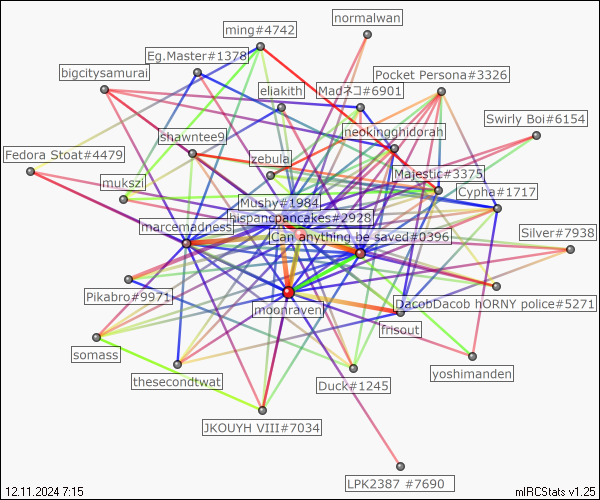 normalwan
ming#4742
Eg.Master#1378
bigcitysamurai
Pocket Persona#3326
eliakith
Madネコ#6901
Swirly Boi#6154
neokingghidorah
shawntee9
Fedora Stoat#4479
zebula
Majestic#3375
mukszi
Cypha#1717
Mushy#1984
hispancpancakes#2928
marcemadness
Silver#7938
Can anything be saved#0396
Pikabro#9971
DacobDacob hORNY police#5271
moonraven
frisout
somass
yoshimanden
thesecondtwat
Duck#1245
JKOUYH VIII#7034
LPK2387 #7690
12.11.2024 7:15
mIRCStats v1.25